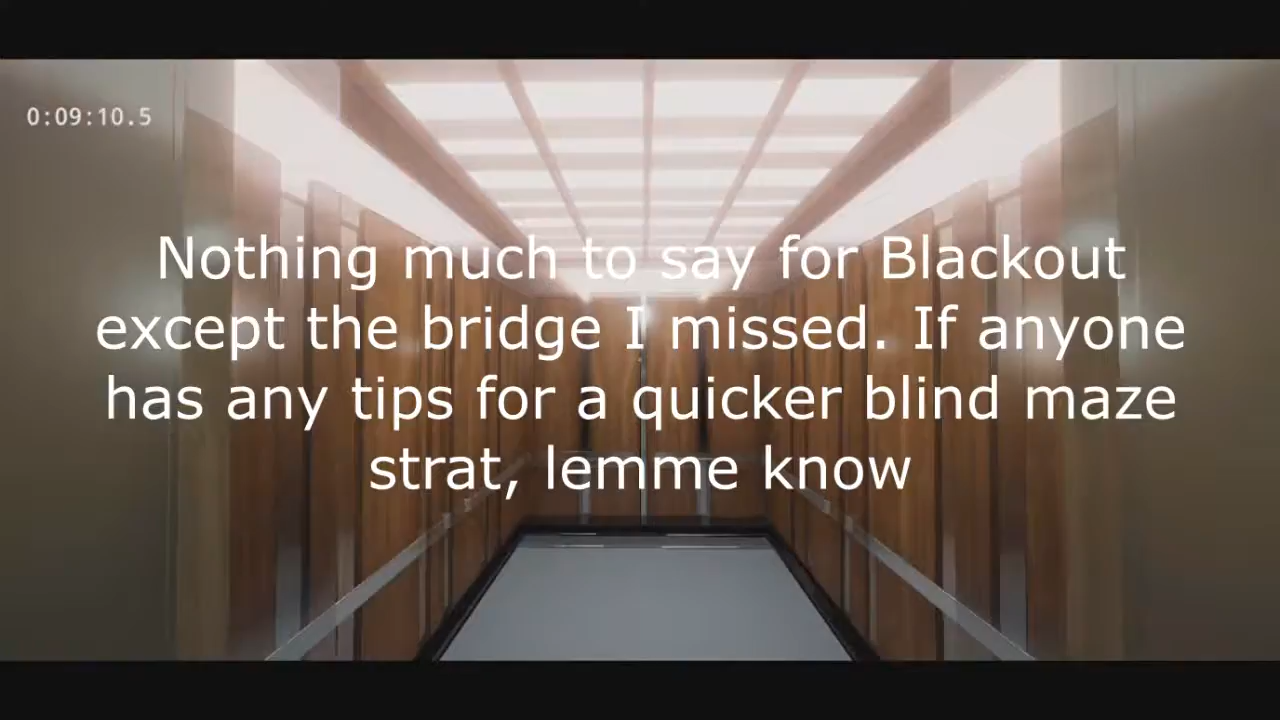 0:09:10.5
Nothing much to say for Blackout
except the bridge I missed. If anyone
has any tips for a quicker blind maze
strat, lemme know